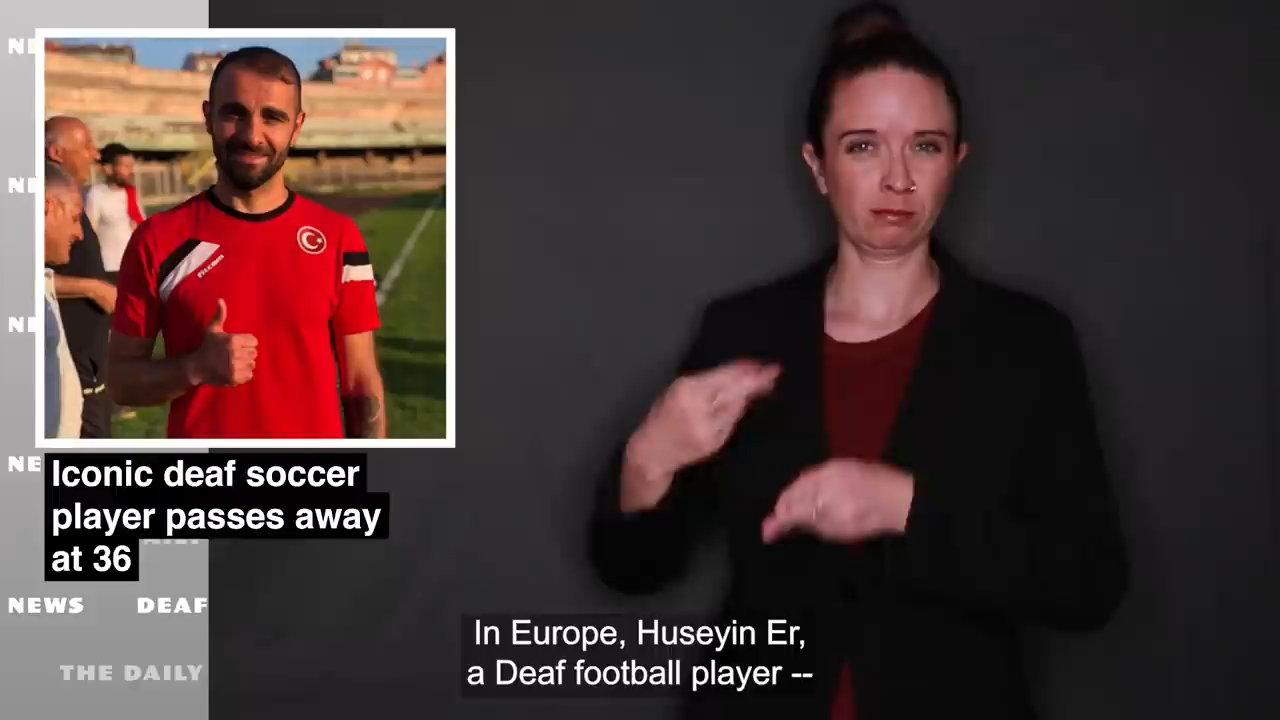 Iconic deaf soccer
player passes away
at 36
NEWS DEAF
THE DAILY
In Europe, Huseyin Er,
a Deaf football player --